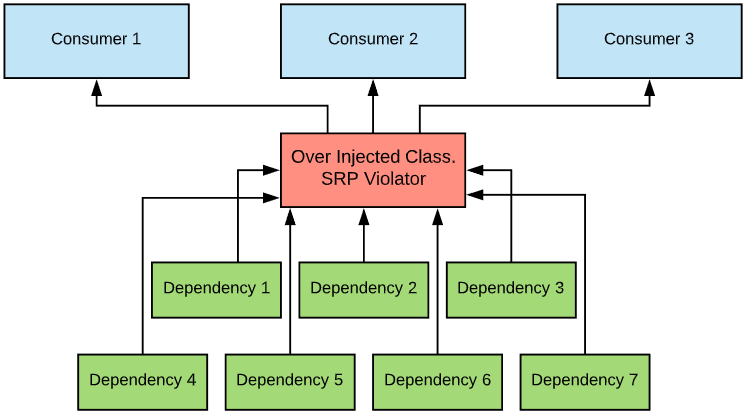 Consumer 1
Consumer 2
Consumer 3
Over Injected Class.
SRP Violator
Dependency 1
Dependency 2
Dependency 3
Dependency 4
Dependency 5
Dependency 6
Dependency 7